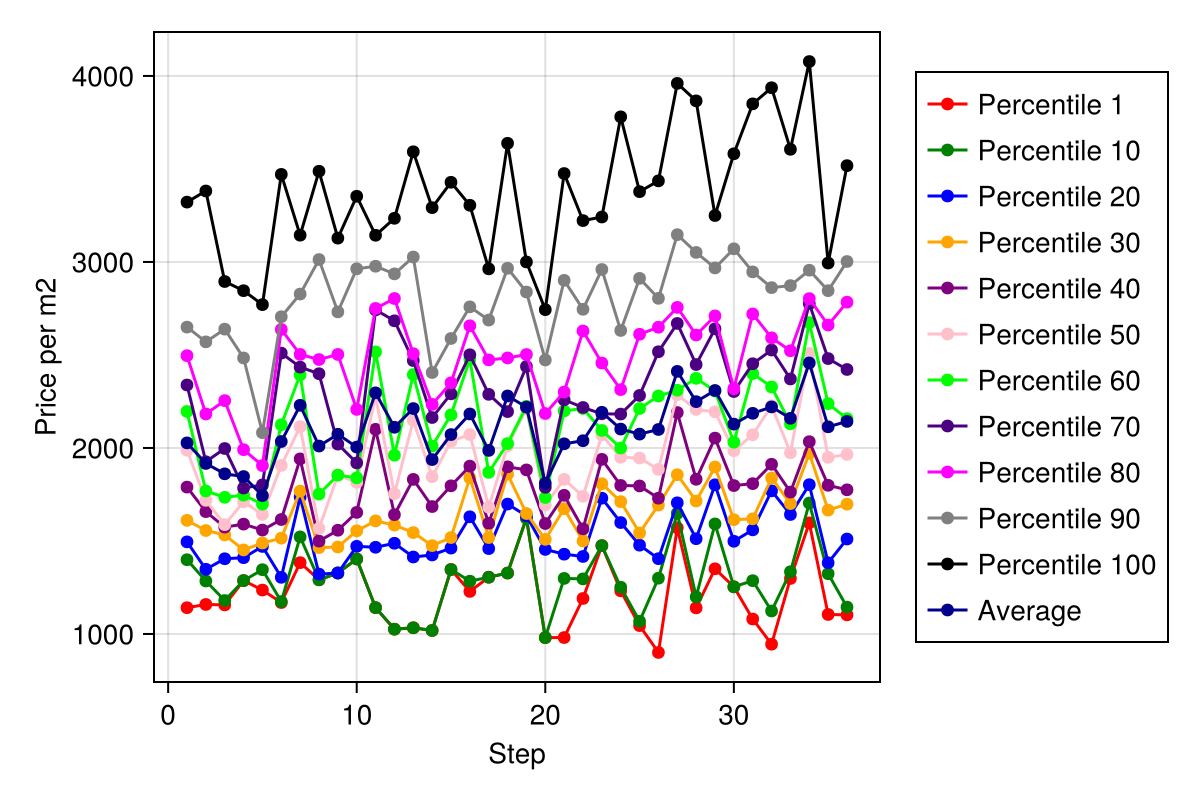 4000
3000
2000
1000
Price per m2
0 10 20 30
Step
Percentile 1
Percentile 10
Percentile 20
Percentile 30
Percentile 40
Percentile 50
Percentile 60
Percentile 70
Percentile 80
Percentile 90
Percentile 100
Average